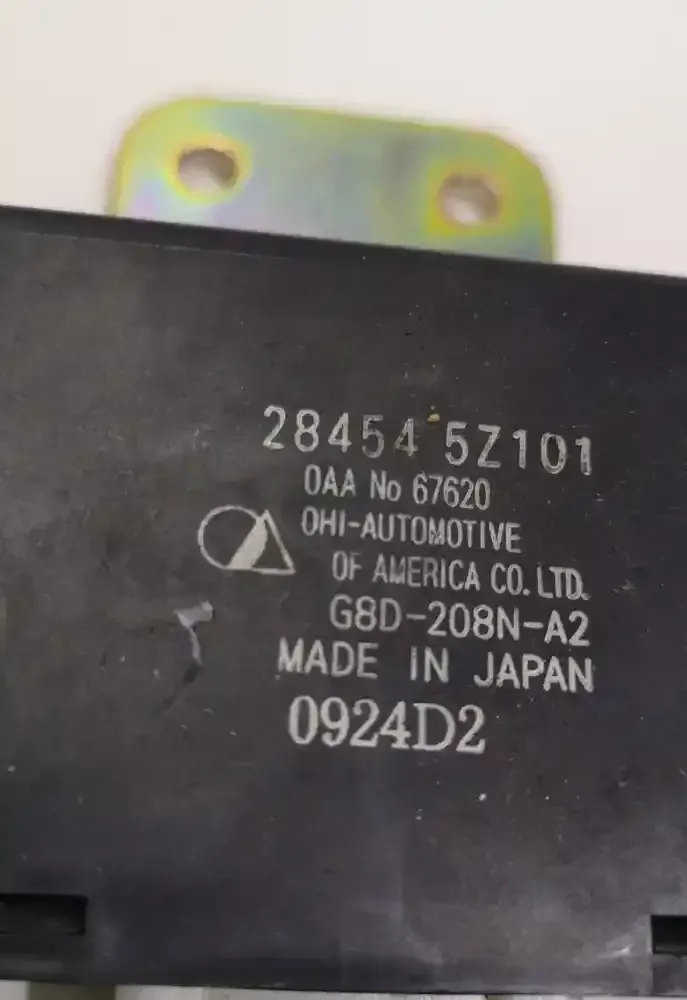 28454 5Z101
OAA No 67620
OHI-AUTOMOTIVE
OF AMERICA CO. LTD.
G8D-208N-A2
MADE IN JAPAN
0924D2